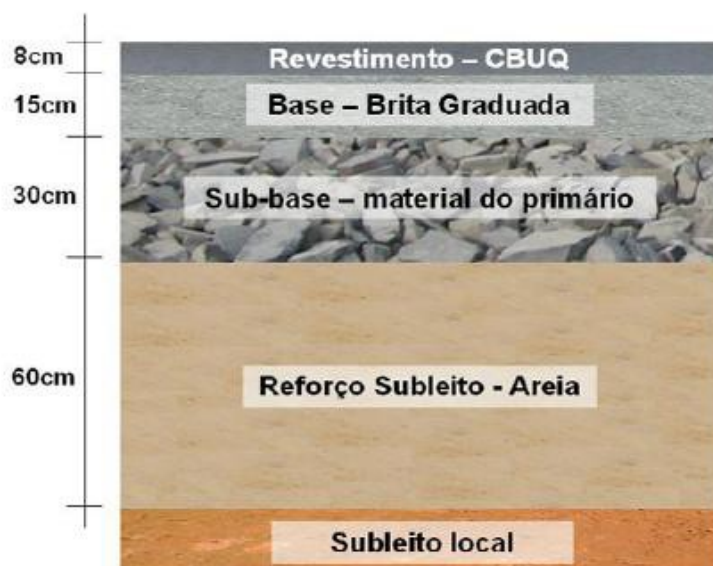 8cm
Revestimento – CBUQ
15cm
Base – Brita Graduada
30cm
Sub-base – material do primário
60cm
Reforço Subleito - Areia
Subleito local